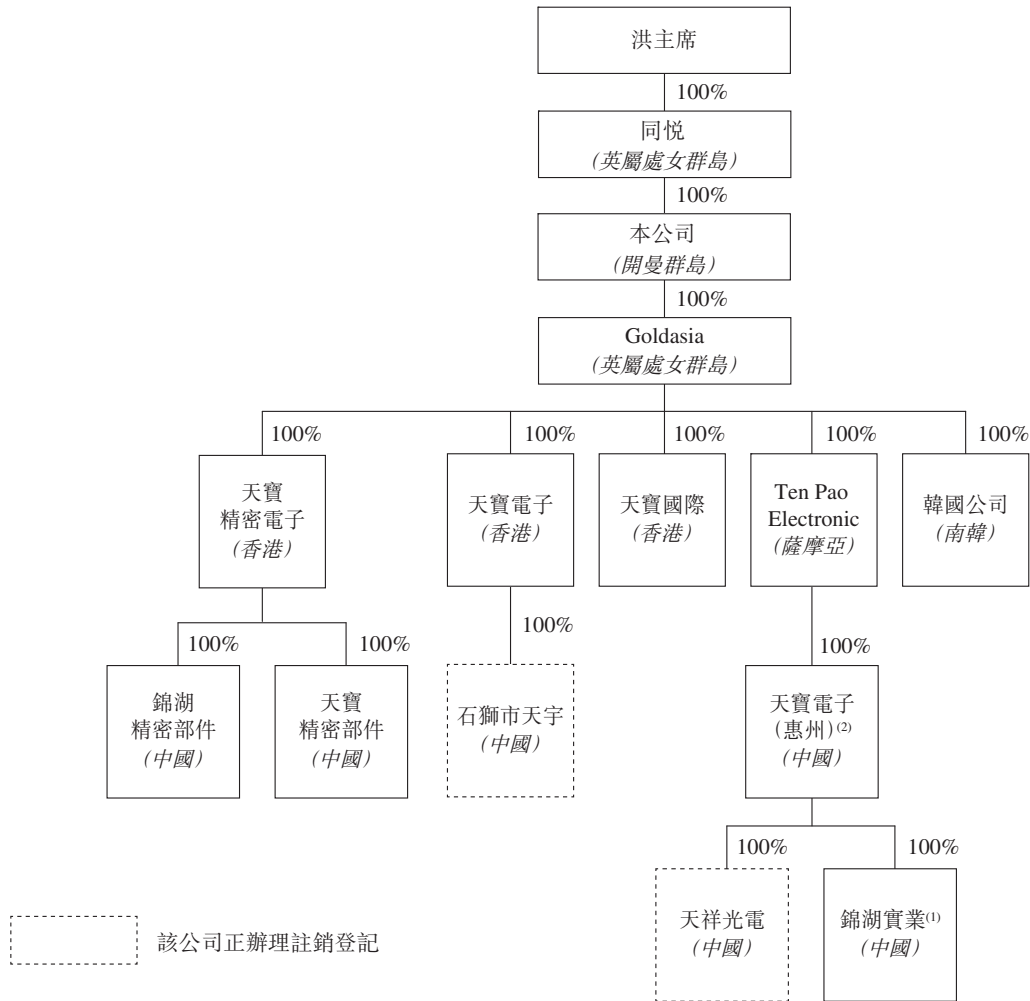 洪主席
100%
同悦
(英屬處女群島)
100%
本公司
(開曼群島)
100%
Goldasia
(英屬處女群島)
100%
100%
100%
100%
100%
天寶
精密電子
(香港)
天寶電子
(香港)
天寶國際
(香港)
Ten Pao
Electronic
(薩摩亞)
韓國公司
(南韓)
100%
100%
100%
100%
錦湖
精密部件
(中國)
天寶
精密部件
(中國)
石獅市天宇
(中國)
天寶電子
(惠州)(2)
(中國)
100%
100%
天祥光電
(中國)
錦湖實業(1)
(中國)
該公司正辦理註銷登記